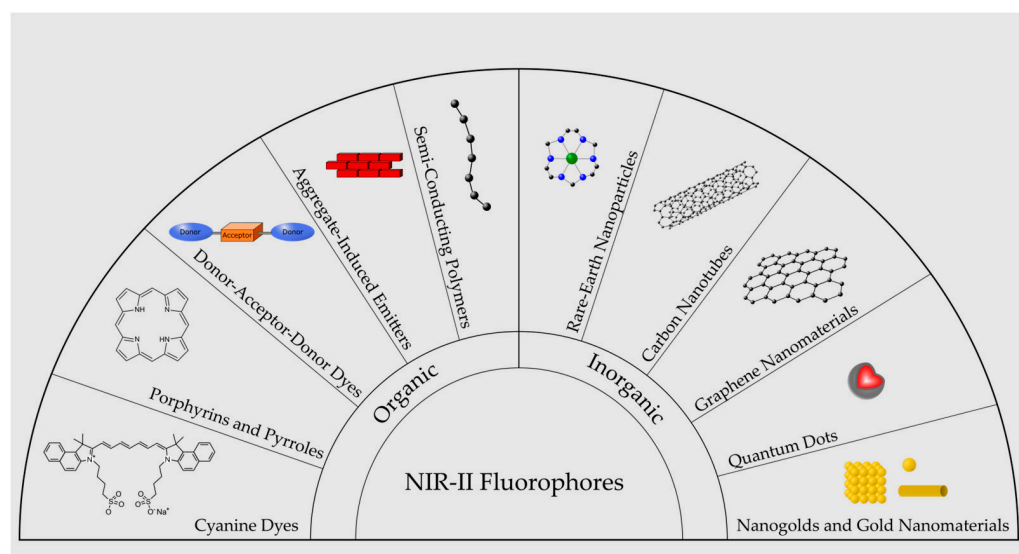 Semi-Conducting Polymers
Rare-Earth Nanoparticles
Aggregate-Induced Emitters
Carbon Nanotubes
Donor
Acceptor
Donor
Donor-Acceptor-Donor Dyes
Graphene Nanomaterials
NH
N
N
HN
Porphyrins and Pyrroles
Organic
Inorganic
Quantum Dots
N+
N
NIR-II Fluorophores
O
S
O
O
O
S
O
O- Na+
Cyanine Dyes
Nanogolds and Gold Nanomaterials